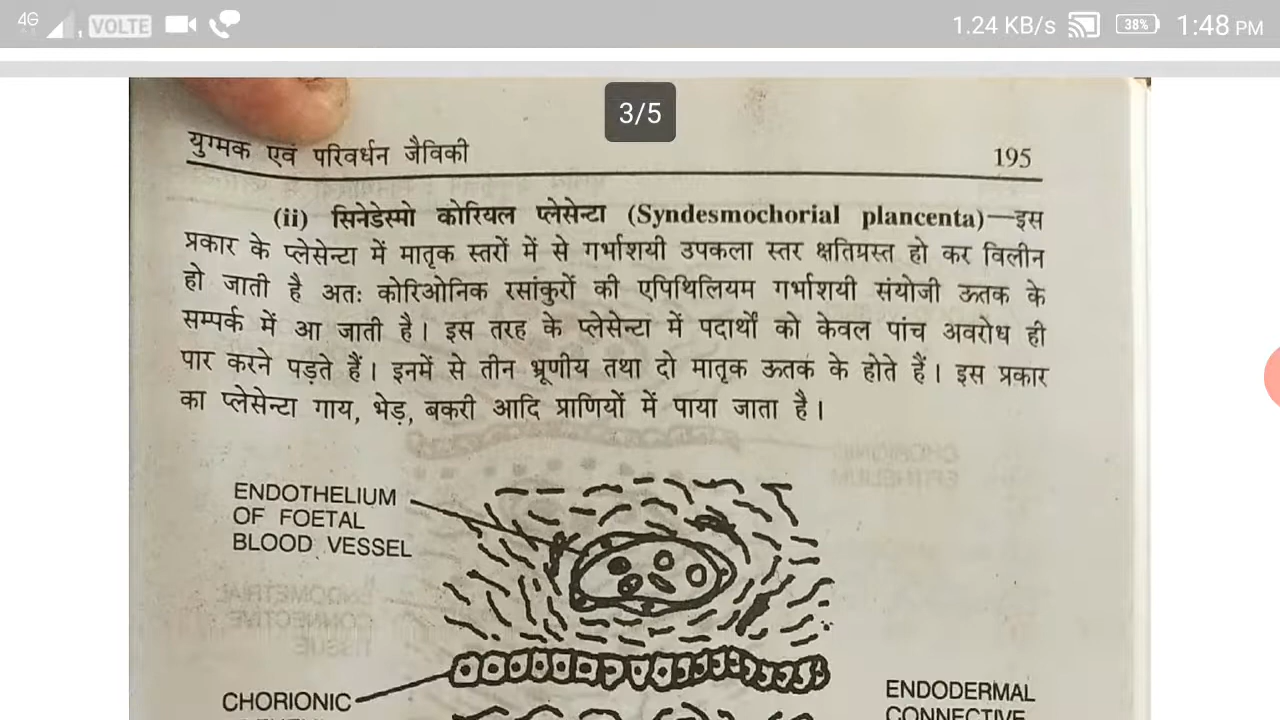 4G VOLTE 1.24 KB/s 38% 1:48 PM
3/5
युग्मक एवं परिवर्धन जैविकी 195
(ii) सिनेडेस्मो कोरियल प्लेसेन्टा (Syndesmochorial plancenta)—इस
प्रकार के प्लेसेन्टा में मातृक स्तरों में से गर्भाशयी उपकला स्तर क्षतिग्रस्त हो कर विलीन
हो जाती है अतः कोरिओनिक रसांकुरों की एपिथिलियम गर्भाशयी संयोजी ऊतक के
सम्पर्क में आ जाती है। इस तरह के प्लेसेन्टा में पदार्थों को केवल पांच अवरोध ही
पार करने पड़ते हैं। इनमें से तीन भ्रूणीय तथा दो मातृक ऊतक के होते हैं। इस प्रकार
का प्लेसेन्टा गाय, भेड़, बकरी आदि प्राणियों में पाया जाता है।
ENDOTHELIUM
OF FOETAL
BLOOD VESSEL
CHORIONIC
ENDODERMAL
CONNECTIVE